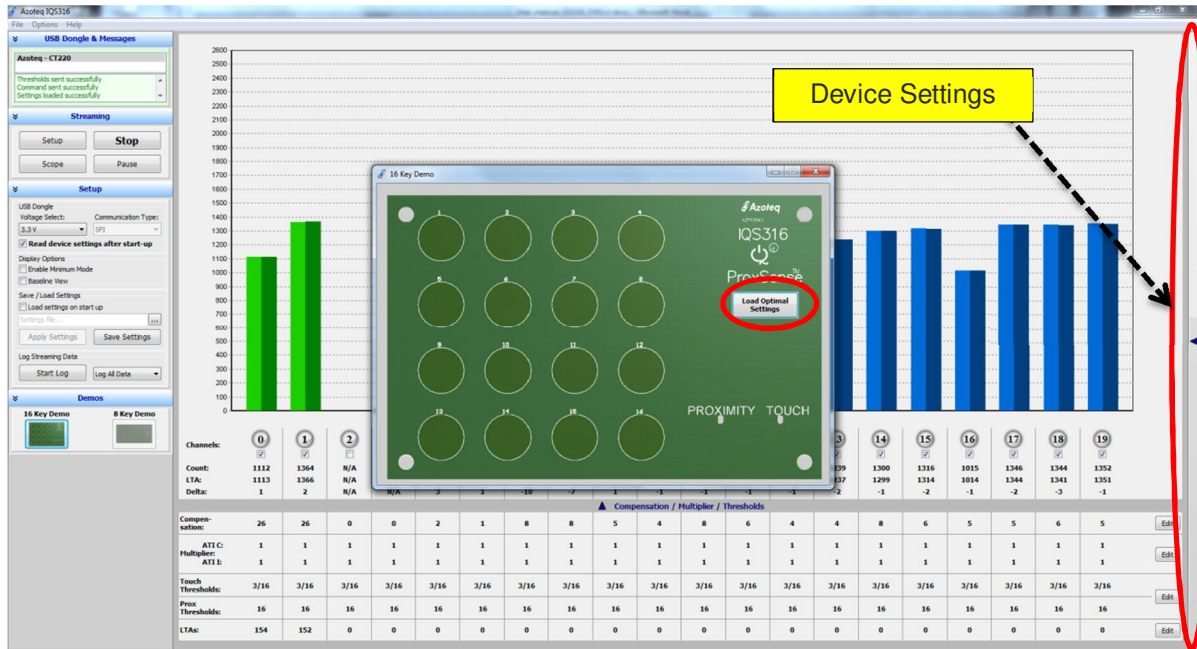 Azoteq IQS316
File Options Help
USB Dongle & Messages
Azoteq - CT220
Thresholds sent successfully
Command sent successfully
Settings loaded successfully
Streaming
Setup Stop
Scope Pause
Setup
USB Dongle
Voltage Select: Communication Type:
3.3 V SPI
Read device settings after start-up
Display Options
Enable Minimum Mode
Baseline View
Save / Load Settings
Load settings on start up
Settings file... ...
Apply Settings Save Settings
Log Streaming Data
Start Log Log All Data
Demos
16 Key Demo 8 Key Demo
2600
2500
2400
2300
2200
2100
2000
1900
1800
1700
1600
1500
1400
1300
1200
1100
1000
900
800
700
600
500
400
300
200
100
0
Device Settings
16 Key Demo
1 2 3 4
5 6 7 8
9 10 11 12
13 14 15 16
Azoteq
IQS316
ProxSense
Load Optimal
Settings
PROXIMITY TOUCH
Channels: 0 1 2 14 15 16 17 18 19
Count: 1112 1364 N/A 1300 1316 1015 1346 1344 1352
LTA: 1113 1366 N/A 1299 1314 1014 1344 1341 1351
Delta: 1 2 N/A N/A 3 1 -10 -7 1 -1 -1 -1 -1 -2 -1 -2 -1 -2 -3 -1
Compensation / Multiplier / Thresholds
Compen-
sation: 26 26 0 0 2 1 8 8 5 4 8 6 4 4 8 6 5 5 6 5 Edit
ATI C: 1 1 1 1 1 1 1 1 1 1 1 1 1 1 1 1 1 1 1 1
Multiplier: Edit
ATI I: 1 1 1 1 1 1 1 1 1 1 1 1 1 1 1 1 1 1 1 1
Touch
Thresholds: 3/16 3/16 3/16 3/16 3/16 3/16 3/16 3/16 3/16 3/16 3/16 3/16 3/16 3/16 3/16 3/16 3/16 3/16 3/16 3/16
Edit
Prox
Thresholds: 16 16 16 16 16 16 16 16 16 16 16 16 16 16 16 16 16 16 16 16
LTAs: 154 152 0 0 0 0 0 0 0 0 0 0 0 0 0 0 0 0 0 0 Edit